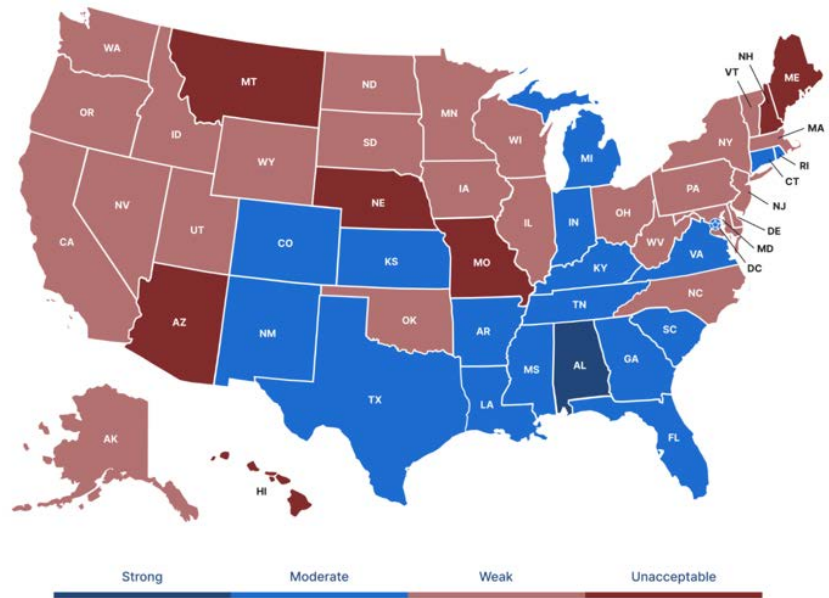 WA
MT
ND
MN
NH
VT
ME
OR
ID
SD
WI
NY
MA
WY
MI
RI
CT
NV
UT
NE
IA
IL
IN
OH
PA
NJ
CA
CO
KS
MO
KY
WV
VA
DE
MD
DC
AZ
NM
OK
AR
TN
NC
SC
TX
LA
MS
AL
GA
FL
AK
HI
Strong Moderate Weak Unacceptable